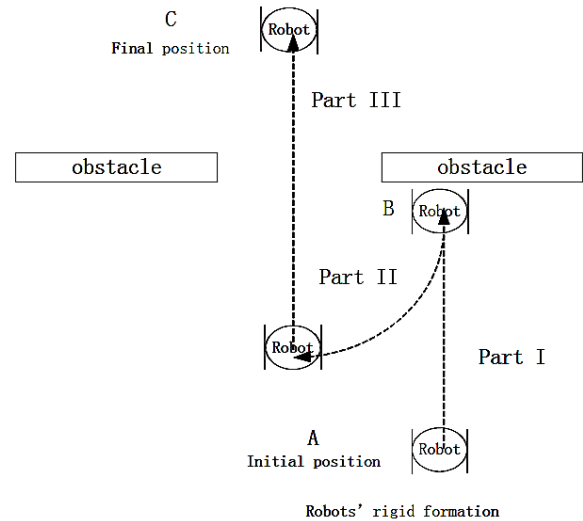 C
Robot
Final position
Part III
obstacle
obstacle
B
Robot
Part II
Robot
Part I
A
Robot
Initial position
Robots' rigid formation